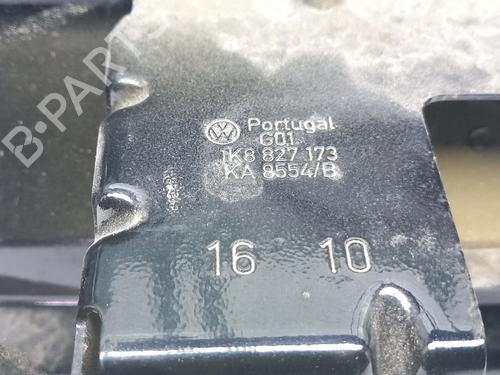 B-PARTS
Portugal
G01
1K8 827 173
KA 8554/B
16 10